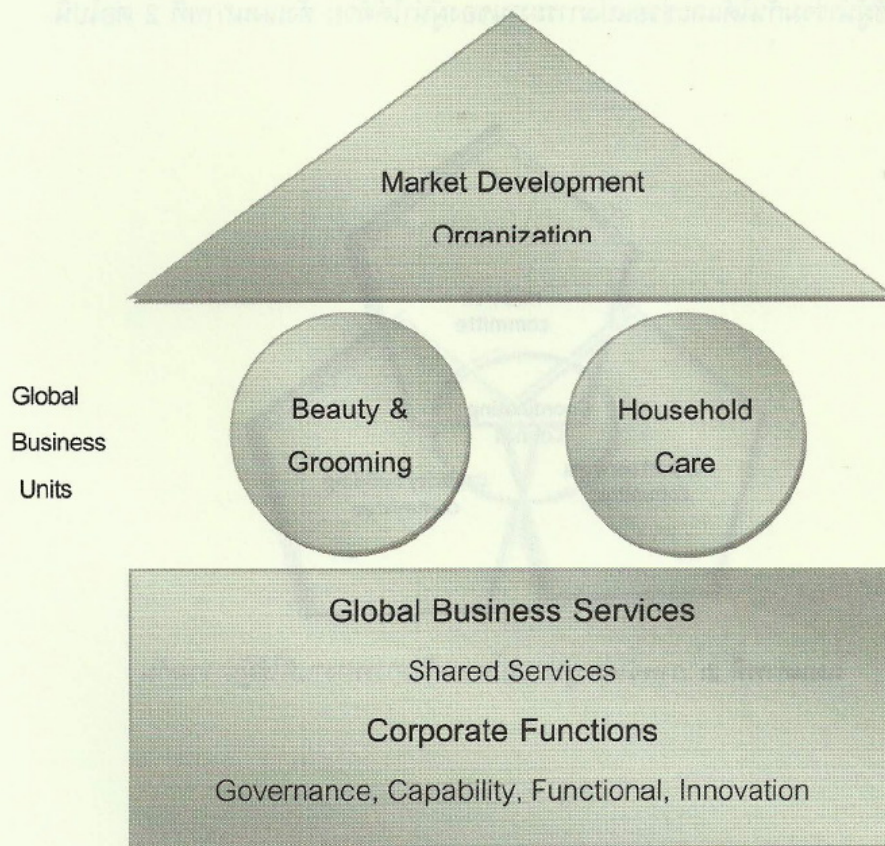 Market Development
Organization
Global
Business
Units
Beauty &
Grooming
Household
Care
Global Business Services
Shared Services
Corporate Functions
Governance, Capability, Functional, Innovation